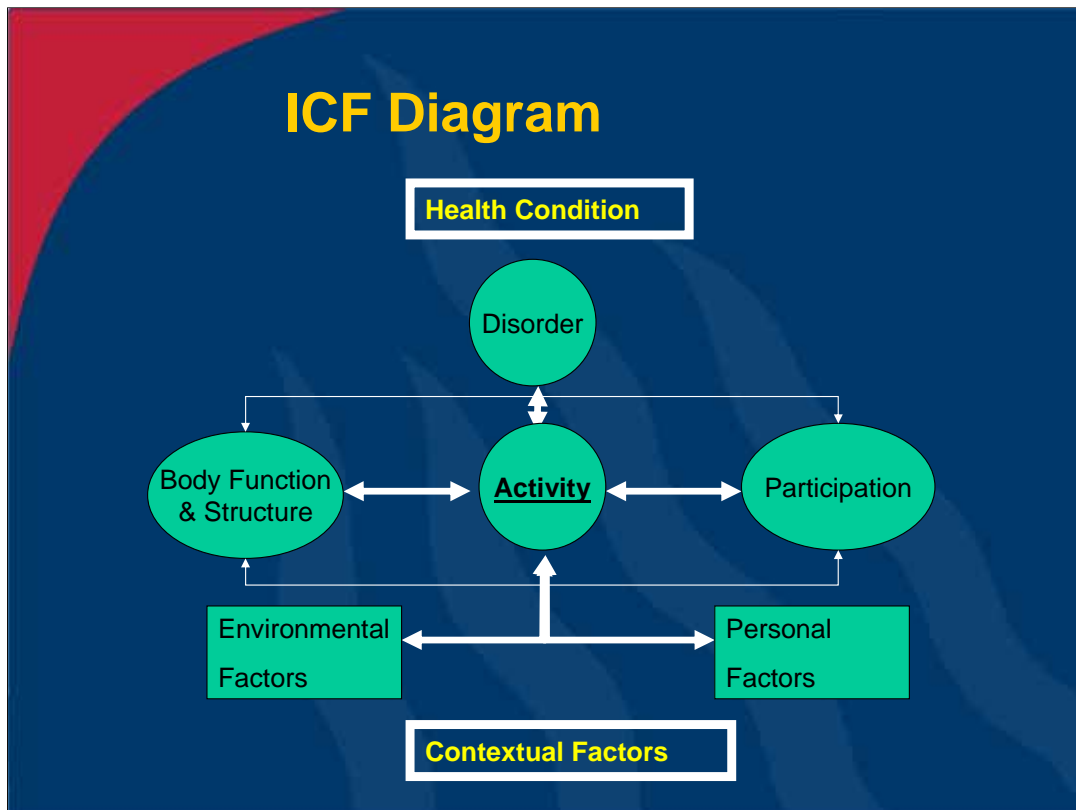 ICF Diagram
Health Condition
Disorder
Body Function
& Structure
Activity
Participation
Environmental
Factors
Personal
Factors
Contextual Factors